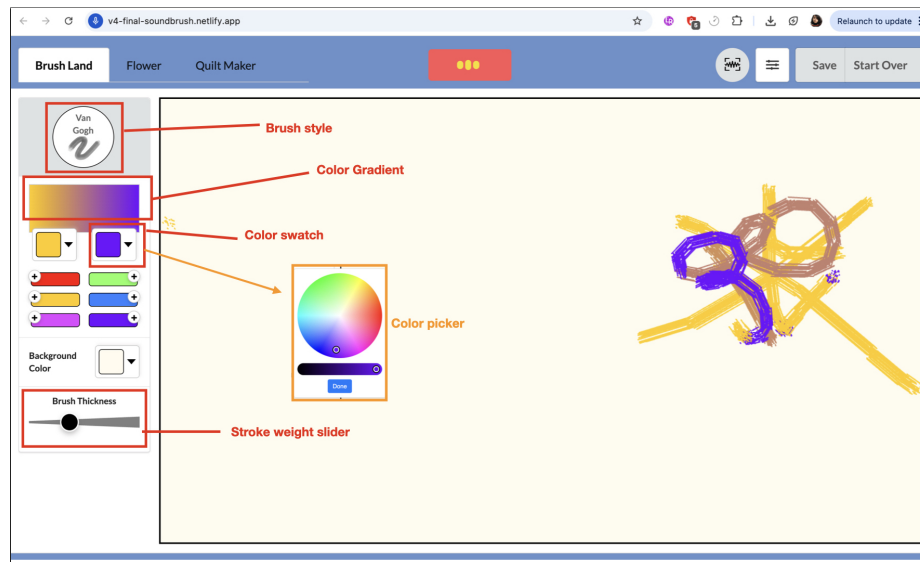 v4-final-soundbrush.netlify.app
Relaunch to update
Brush Land
Flower
Quilt Maker
Save
Start Over
Van
Gogh
Brush style
Color Gradient
Color swatch
Color picker
Done
Background
Color
Brush Thickness
Stroke weight slider